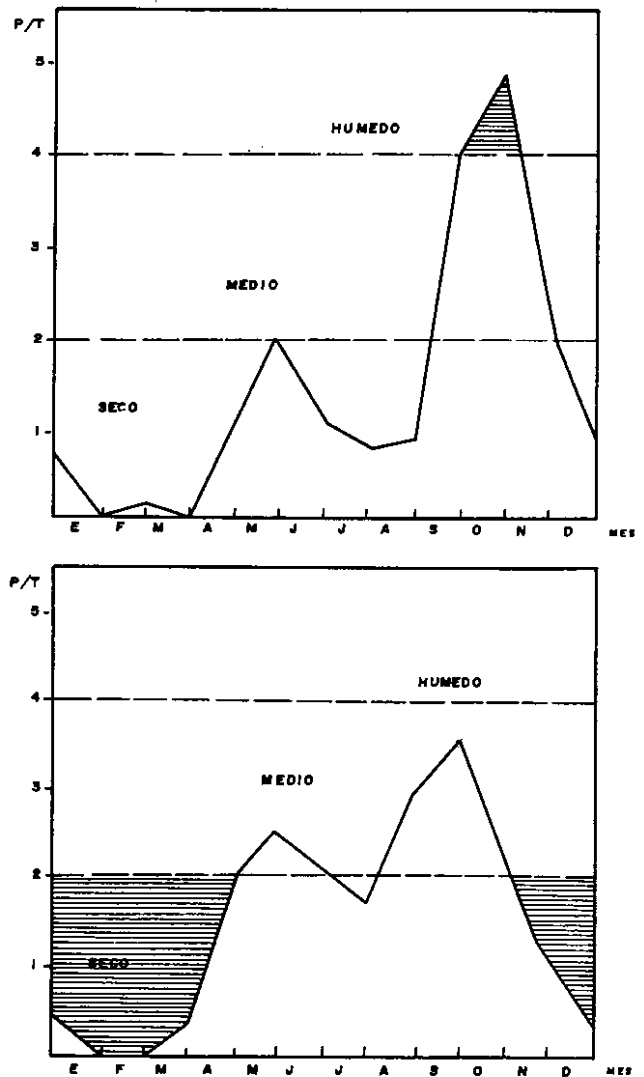 P/T
5
HUMEDO
4
3
MEDIO
2
SECO
1
E F M A M J J A S O N D MES
P/T
5
HUMEDO
4
3
MEDIO
2
SECO
1
E F M A M J J A S O N D MES